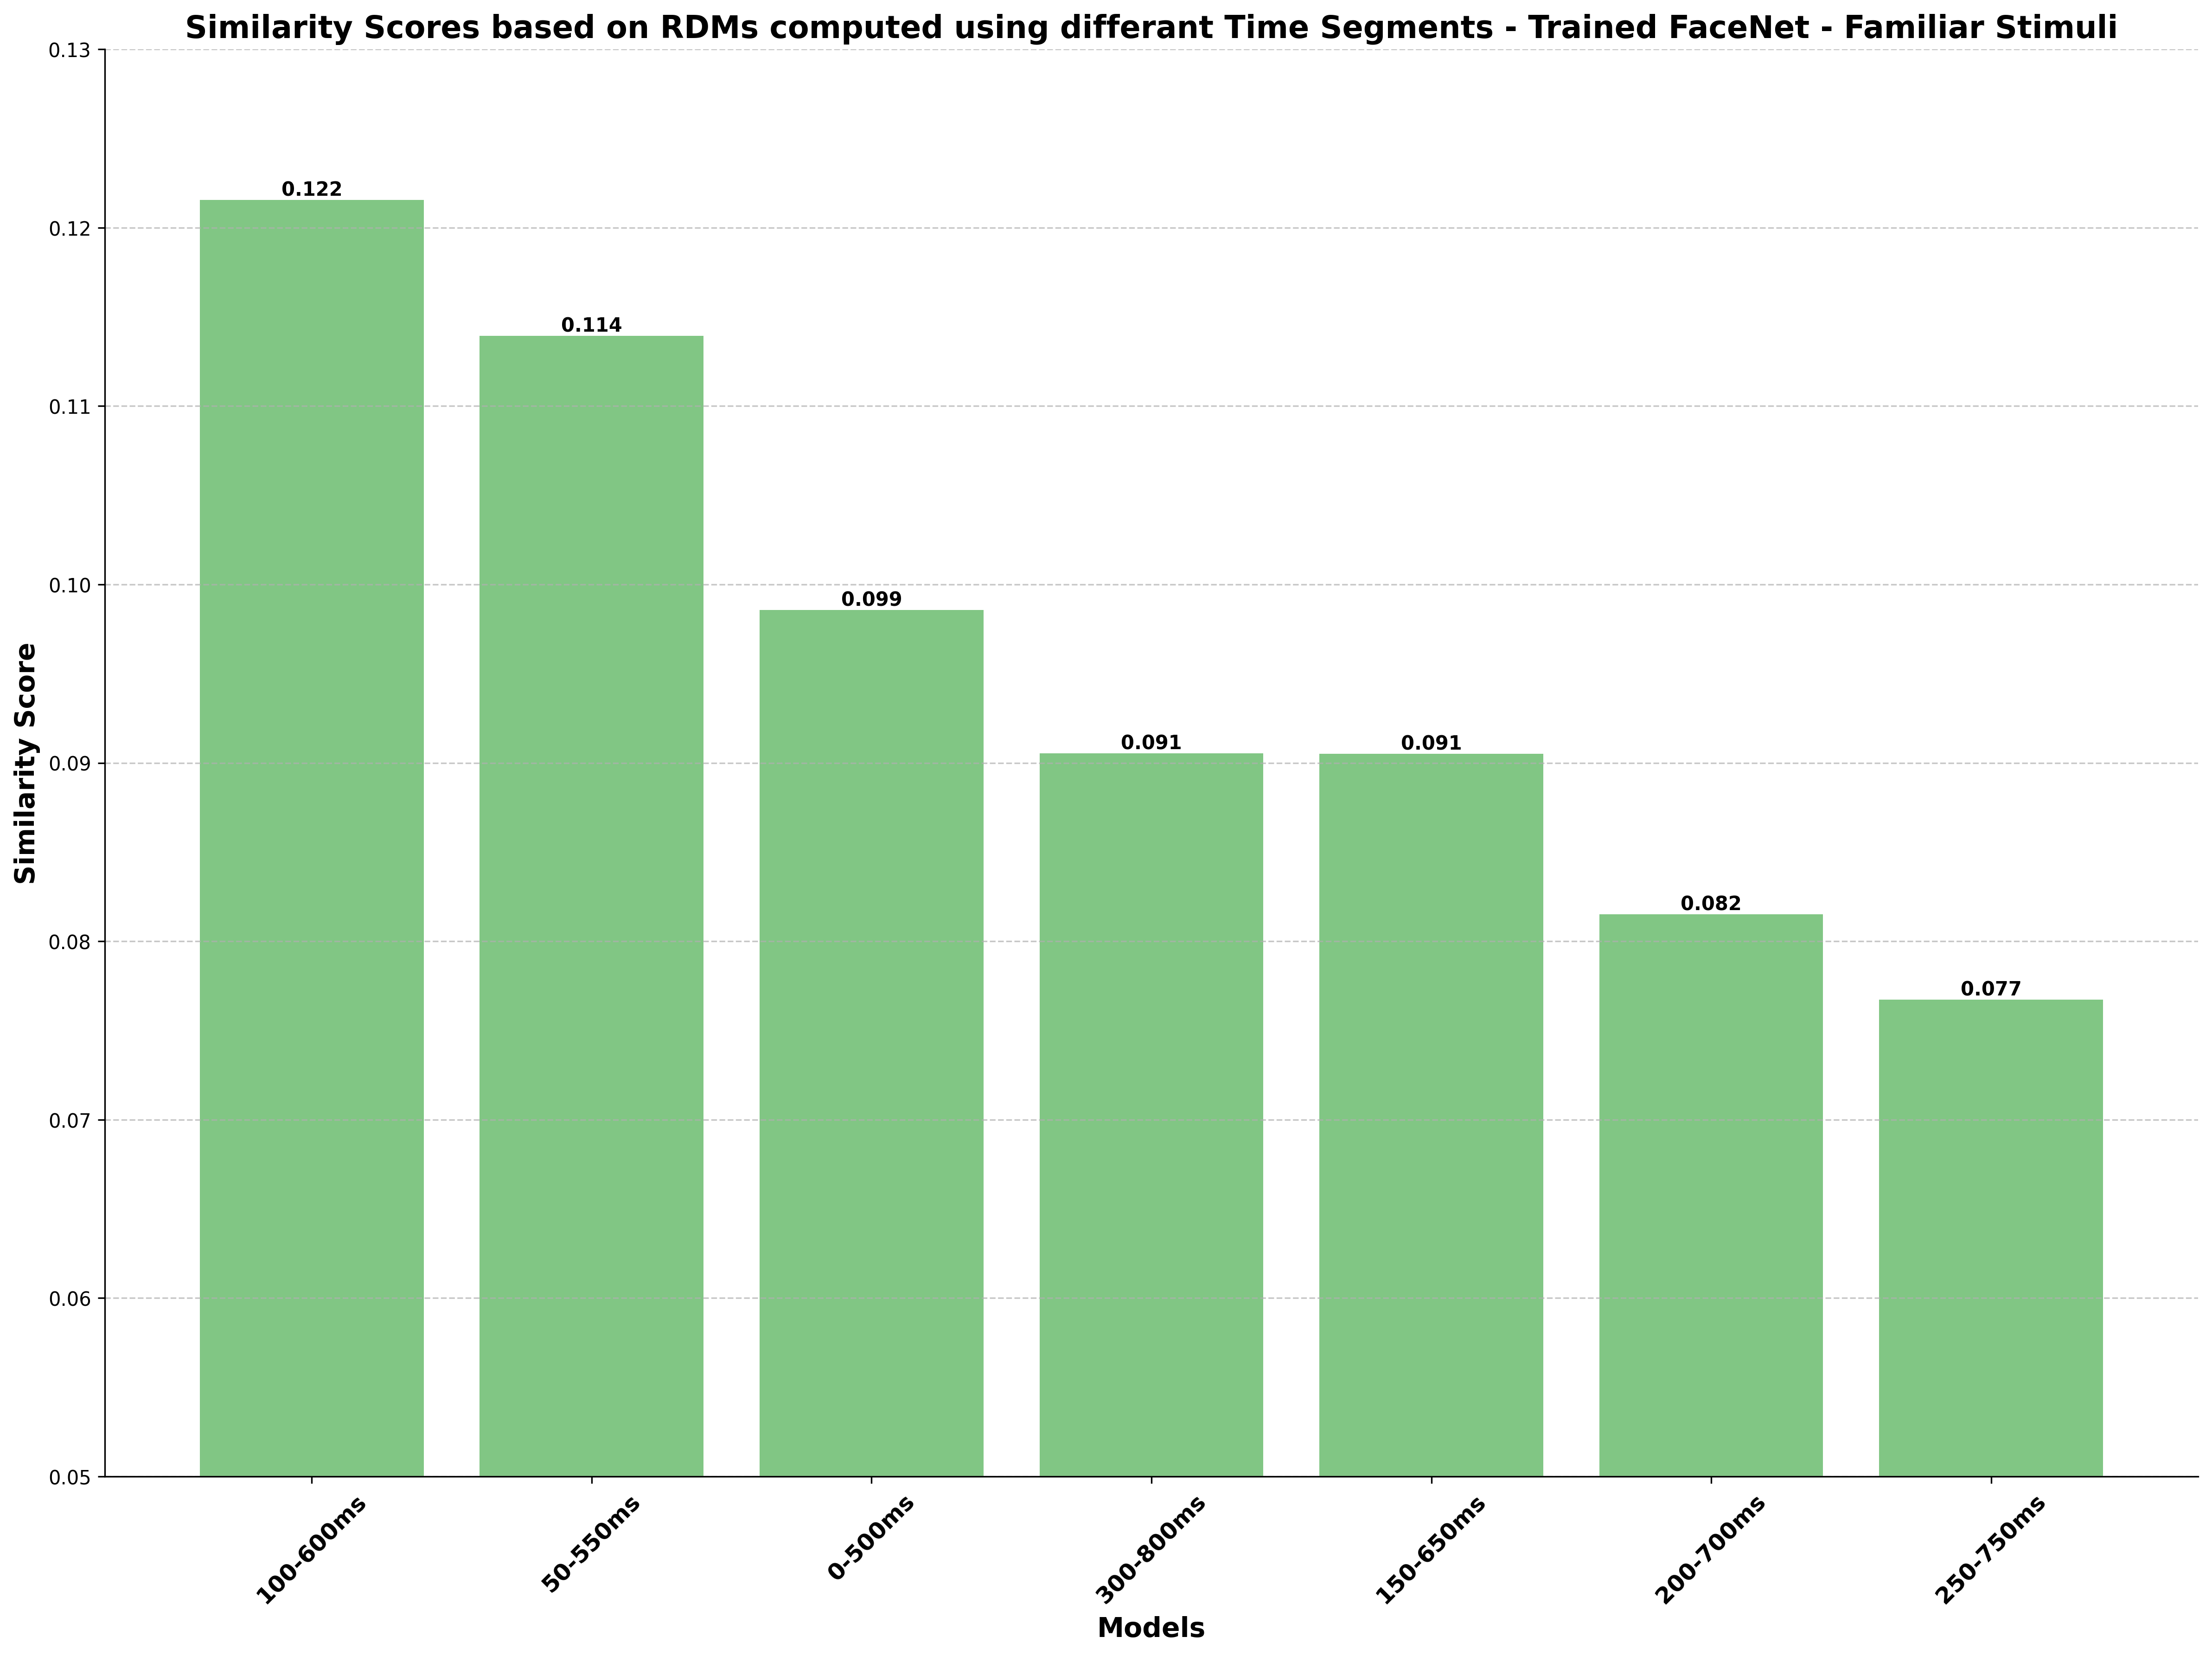 Similarity Scores based on RDMs computed using differant Time Segments - Trained FaceNet - Familiar Stimuli
0.13
0.12
0.11
0.10
0.09
0.08
0.07
0.06
0.05
Similarity Score
0.122
0.114
0.099
0.091
0.091
0.082
0.077
100-600ms
50-550ms
0-500ms
300-800ms
150-650ms
200-700ms
250-750ms
Models